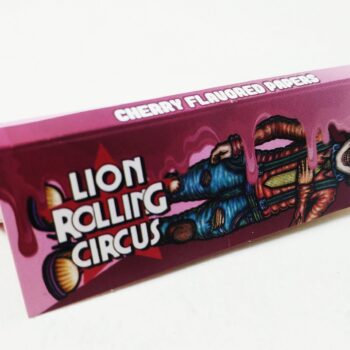 CHERRY FLAVORED PAPERS
LION
ROLLING
CIRCUS